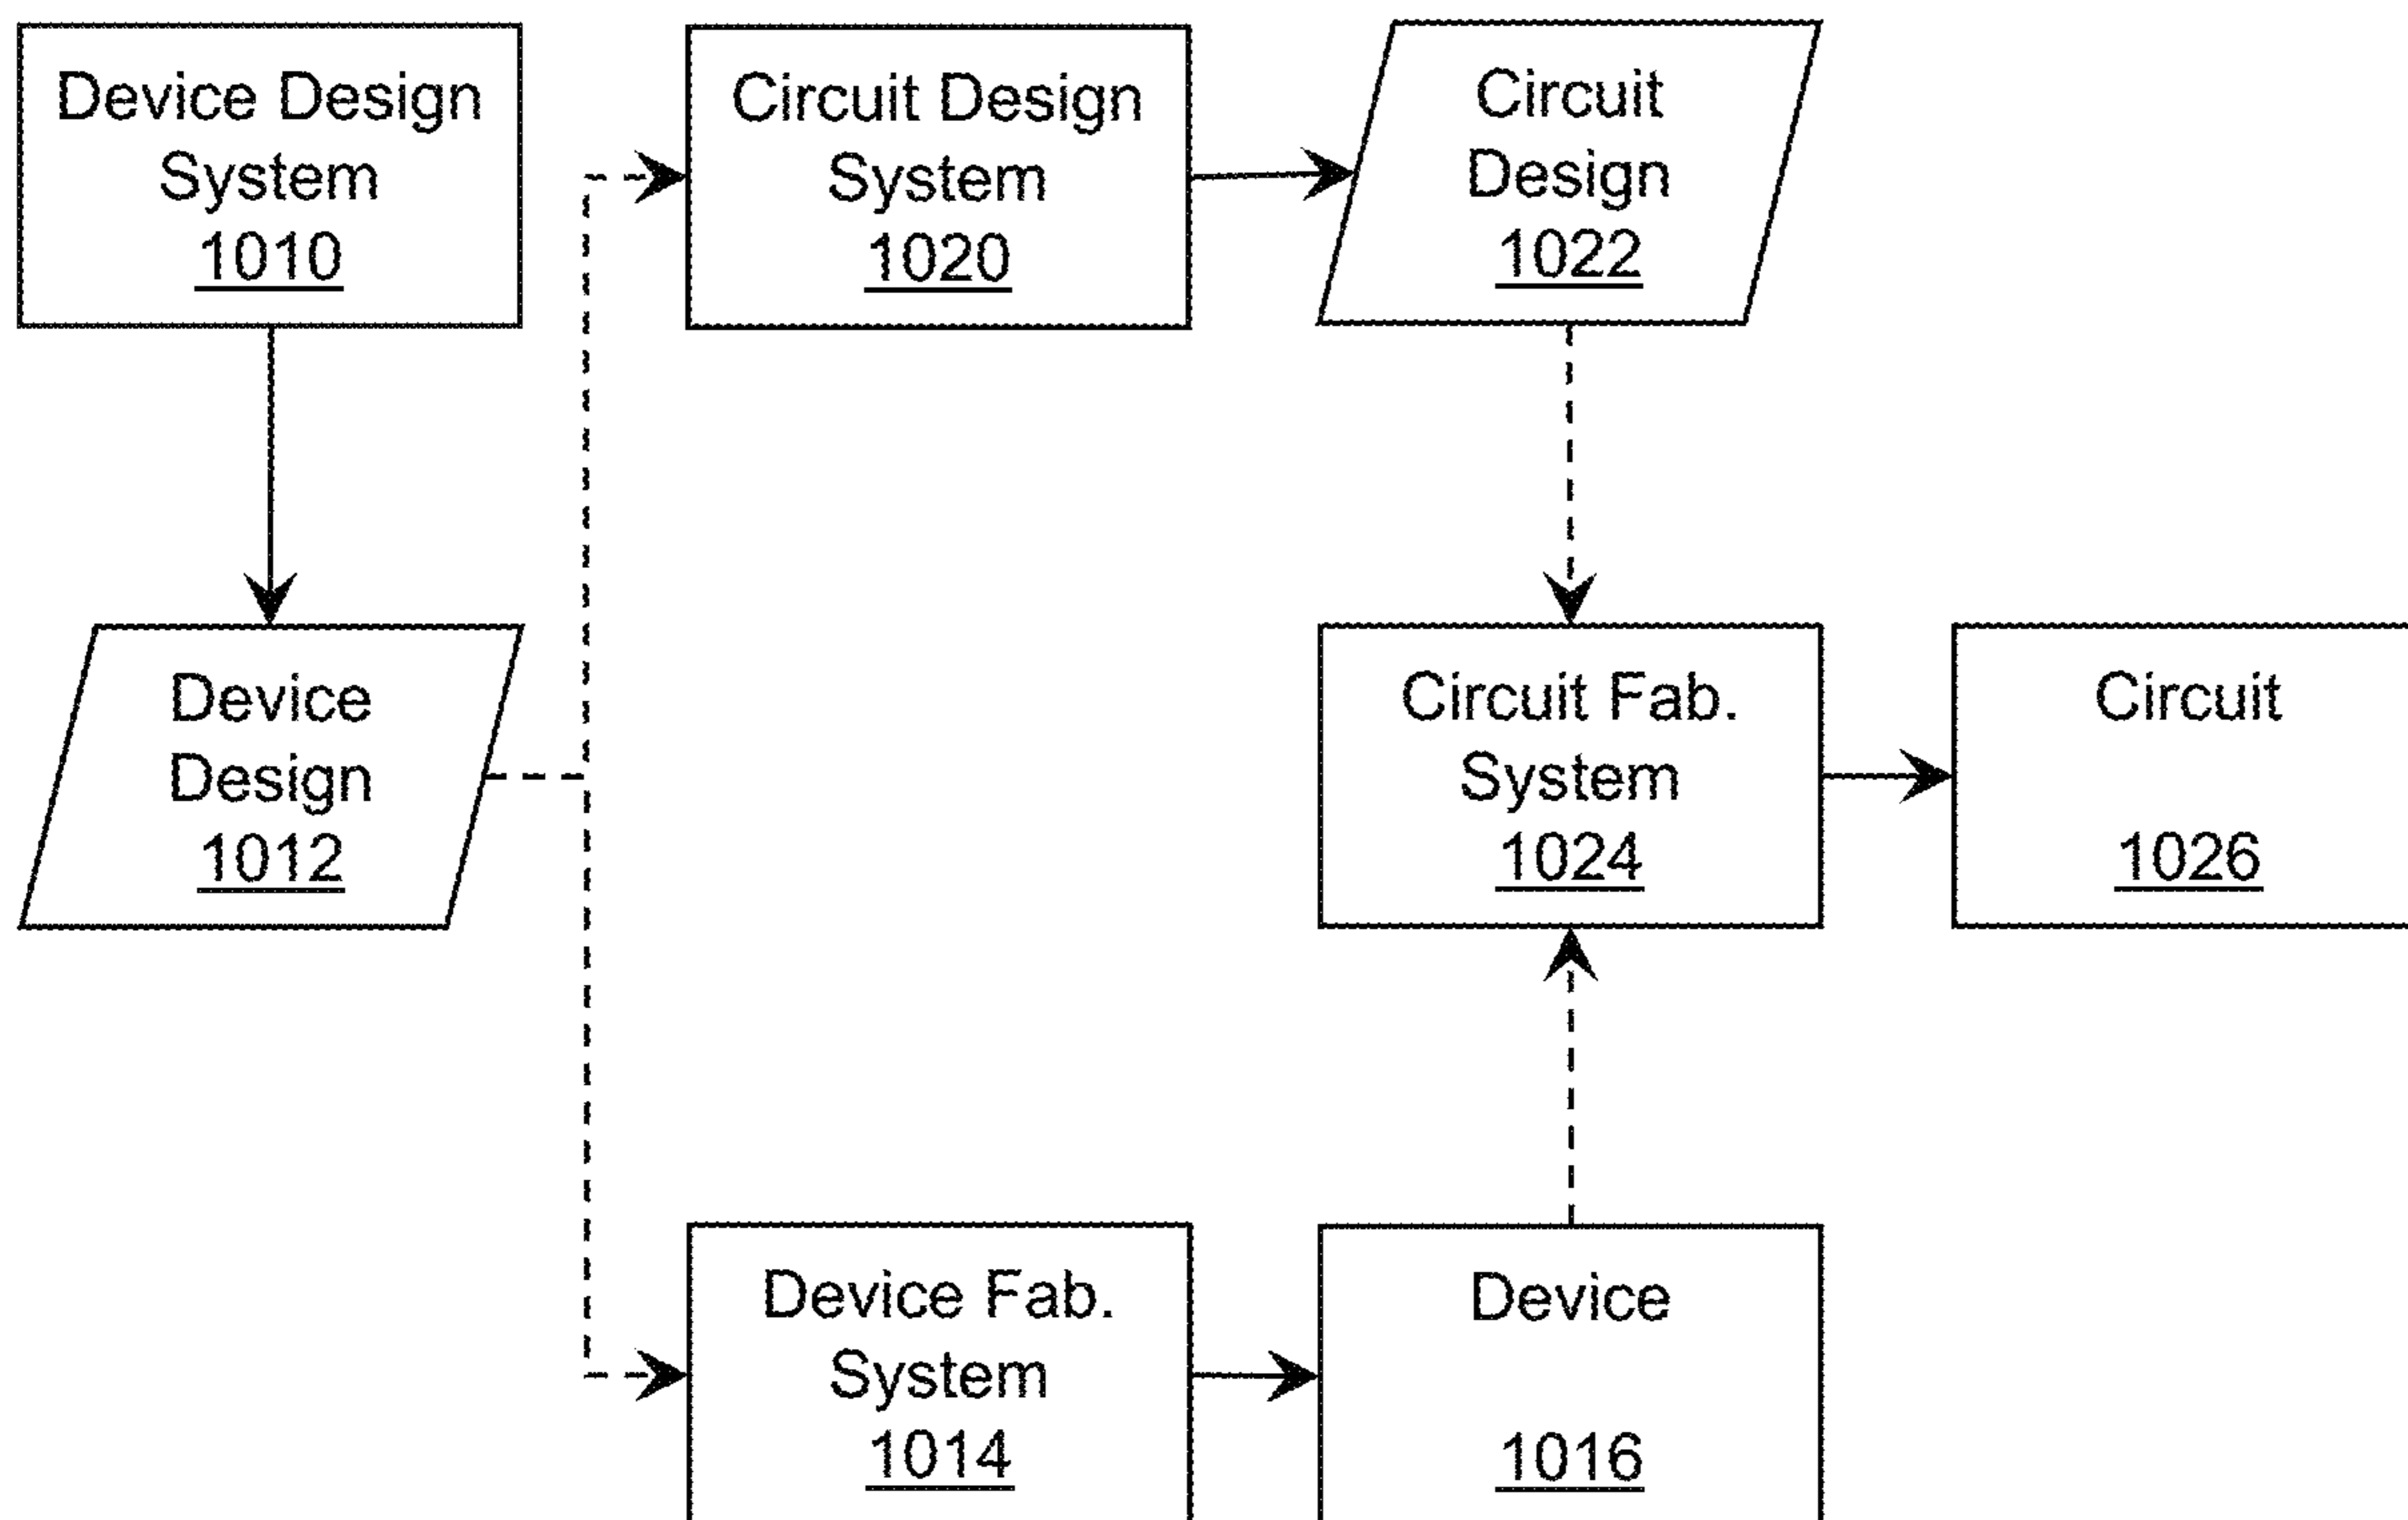 Device Design
System
1010
Circuit Design
System
1020
Circuit
Design
1022
Device
Design
1012
Circuit Fab.
System
1024
Circuit
1026
Device Fab.
System
1014
Device
1016